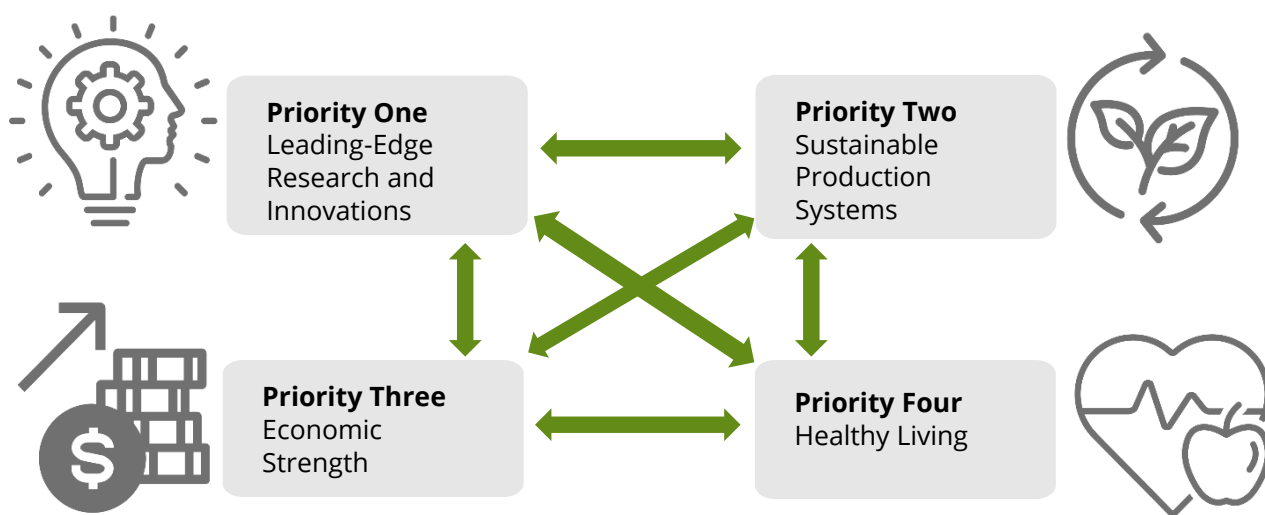 Priority One
Leading-Edge
Research and
Innovations
Priority Two
Sustainable
Production
Systems
Priority Three
Economic
Strength
$
Priority Four
Healthy Living